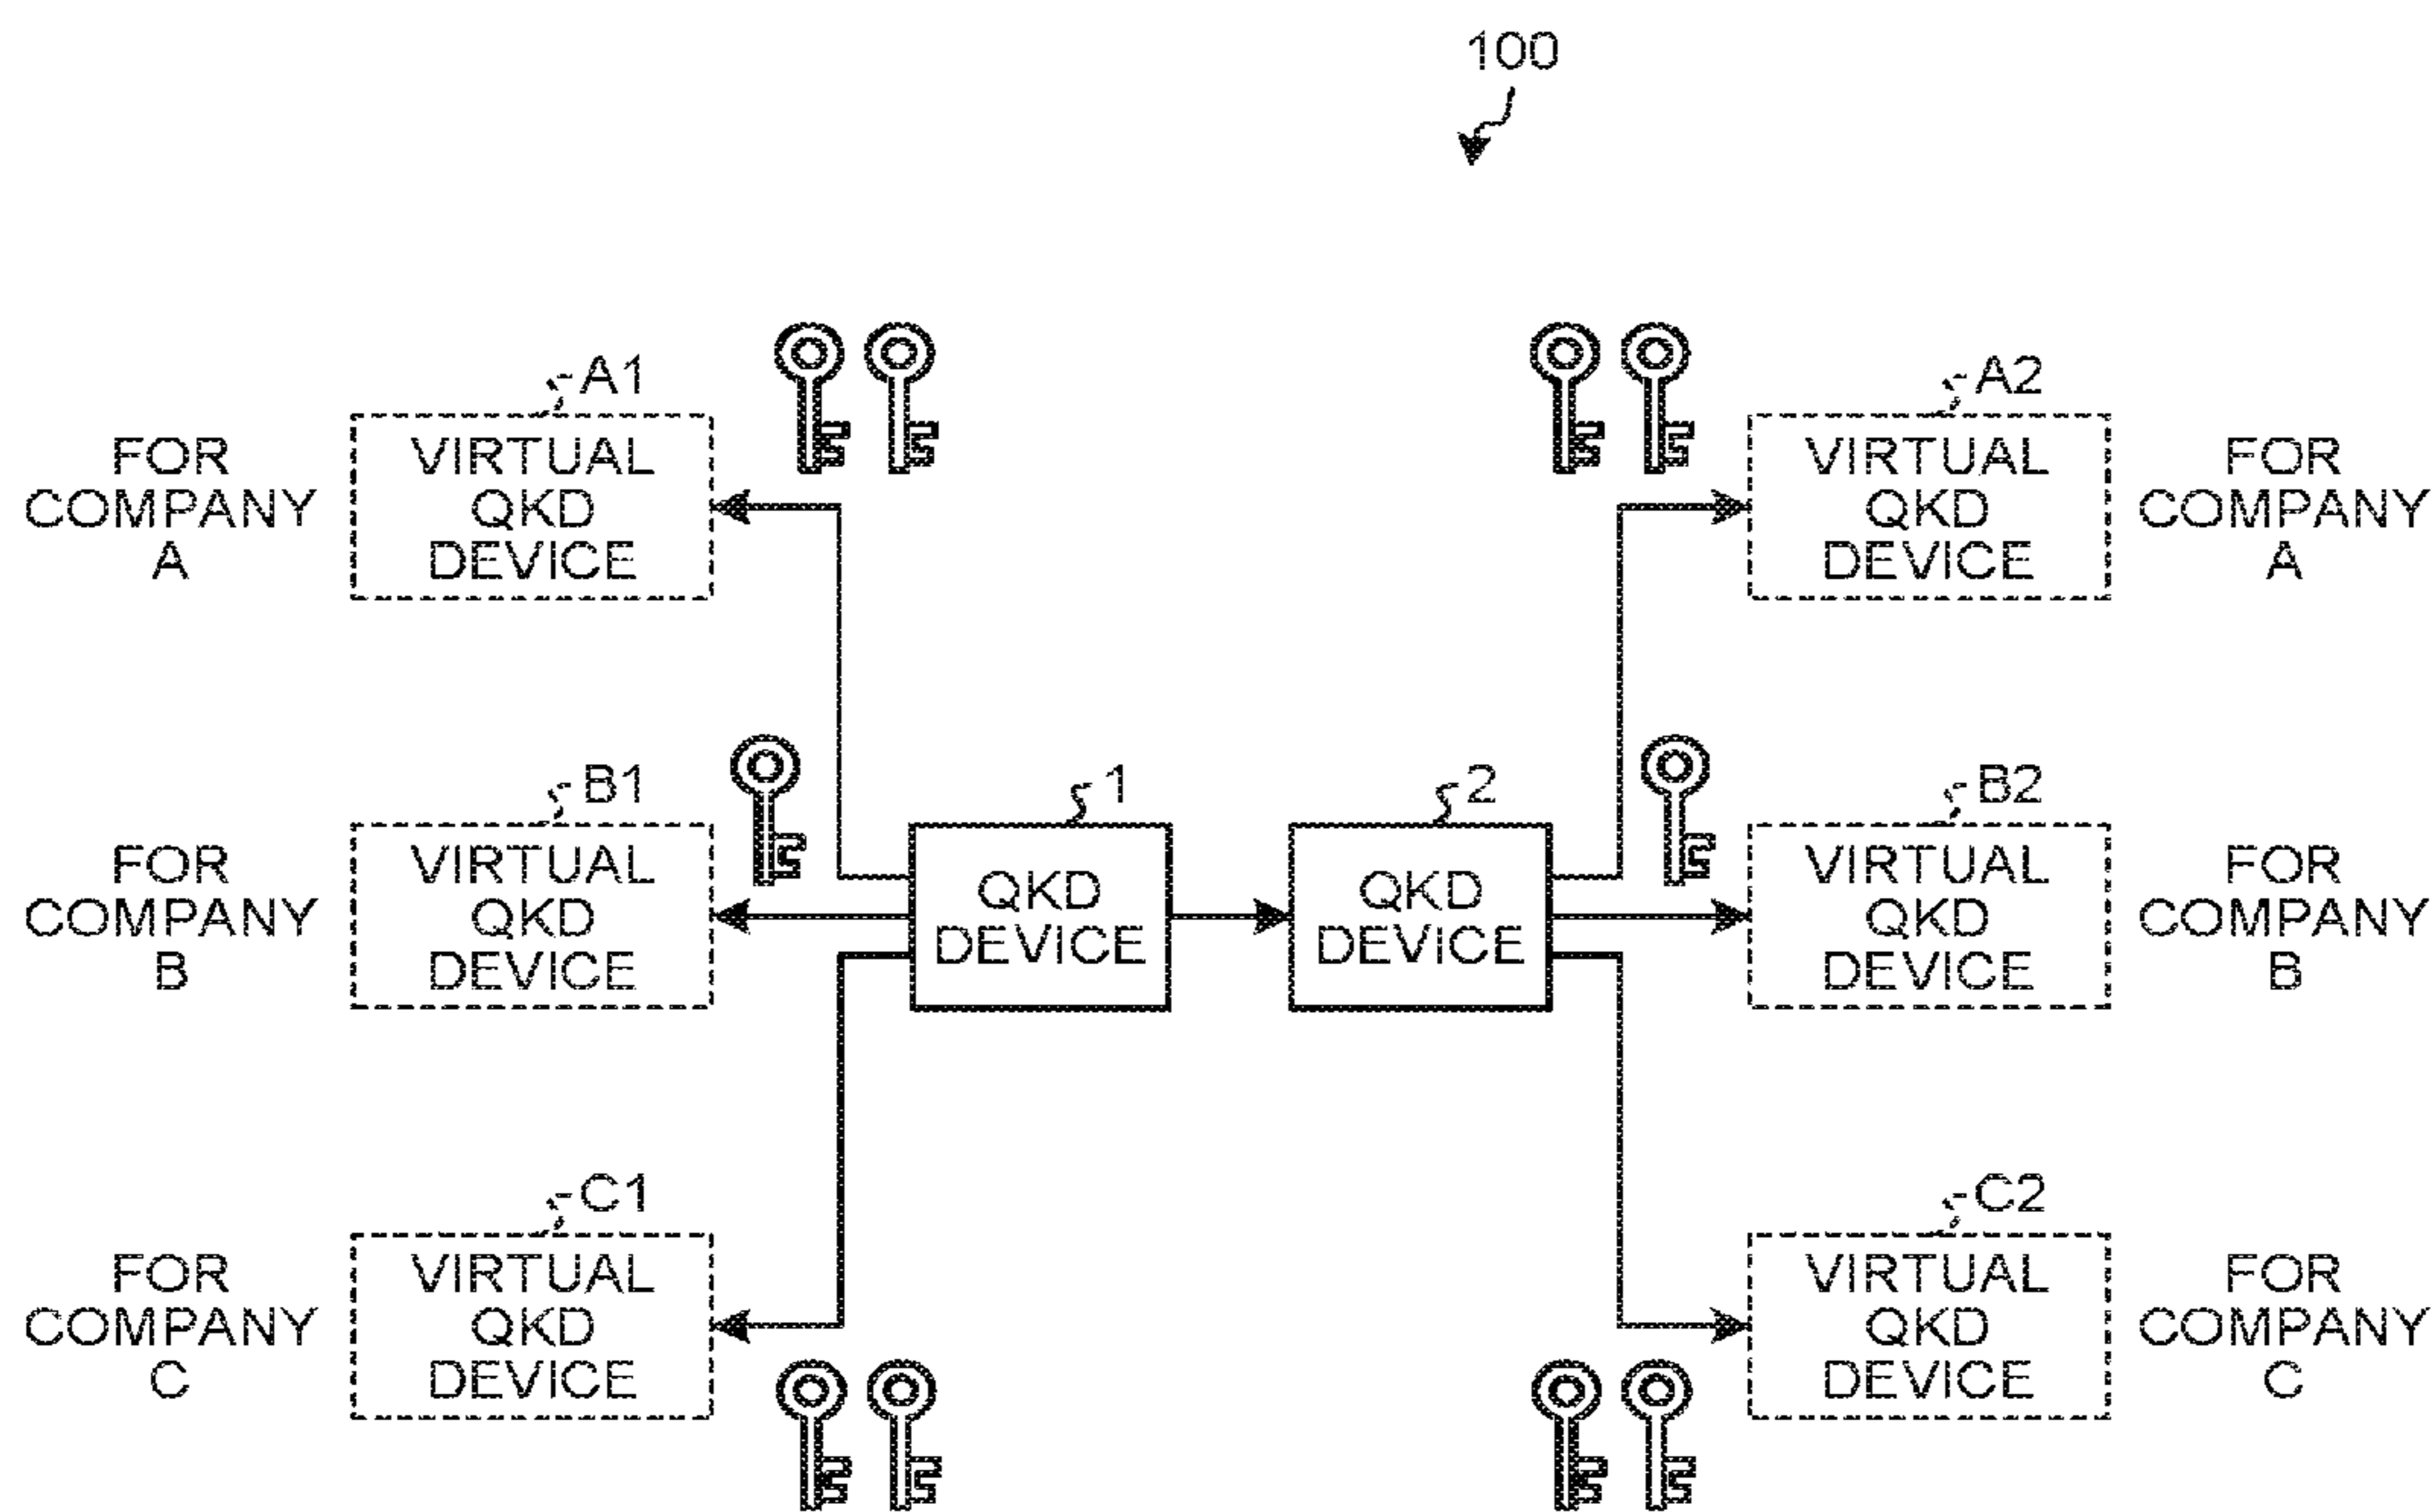 100
A1
FOR
COMPANY
A
VIRTUAL
QKD
DEVICE
A2
VIRTUAL
QKD
DEVICE
FOR
COMPANY
A
B1
FOR
COMPANY
B
VIRTUAL
QKD
DEVICE
1
QKD
DEVICE
2
QKD
DEVICE
B2
VIRTUAL
QKD
DEVICE
FOR
COMPANY
B
C1
FOR
COMPANY
C
VIRTUAL
QKD
DEVICE
C2
VIRTUAL
QKD
DEVICE
FOR
COMPANY
C